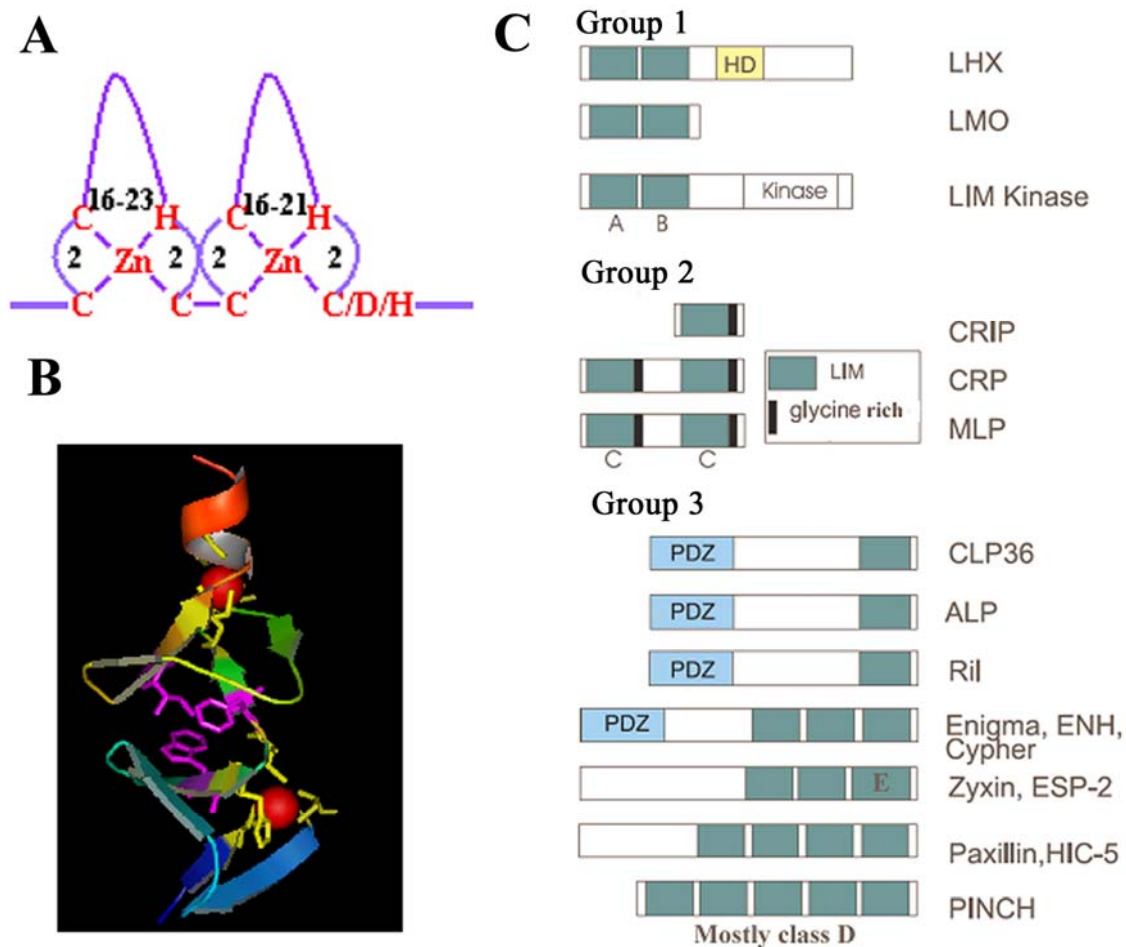 A
16-23
16-21
C H C H
2 Zn 2 2 Zn 2
C C C C/D/H
B
C
Group 1
HD
LHX
LMO
Kinase
LIM Kinase
A B
Group 2
CRIP
LIM
CRP
glycine rich
MLP
C C
Group 3
PDZ
CLP36
PDZ
ALP
PDZ
Ril
PDZ
Enigma, ENH,
Cypher
E
Zyxin, ESP-2
Paxillin,HIC-5
PINCH
Mostly class D